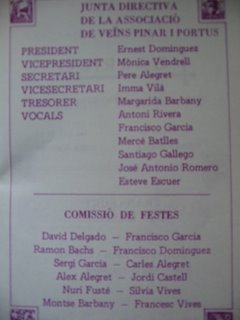 JUNTA DIRECTIVA
DE LA ASSOCIACIÓ
DE VEÏNS PINAR I PORTUS
PRESIDENT Ernest Dominguez
VICEPRESIDENT Mònica Vendrell
SECRETARI Pere Alegret
VICESECRETARI Imma Vilà
TRESORER Margarida Barbany
VOCALS Antoni Rivera
Francisco Garcia
Mercè Batlles
Santiago Gallego
José Antonio Romero
Esteve Escuer
COMISSIÓ DE FESTES
David Delgado — Francisco Garcia
Ramon Bachs — Francisco Dominguez
Sergi Garcia — Carles Alegret
Alex Alegret — Jordi Castell
Nuri Fusté — Silvia Vives
Montse Barbany — Francesc Vives